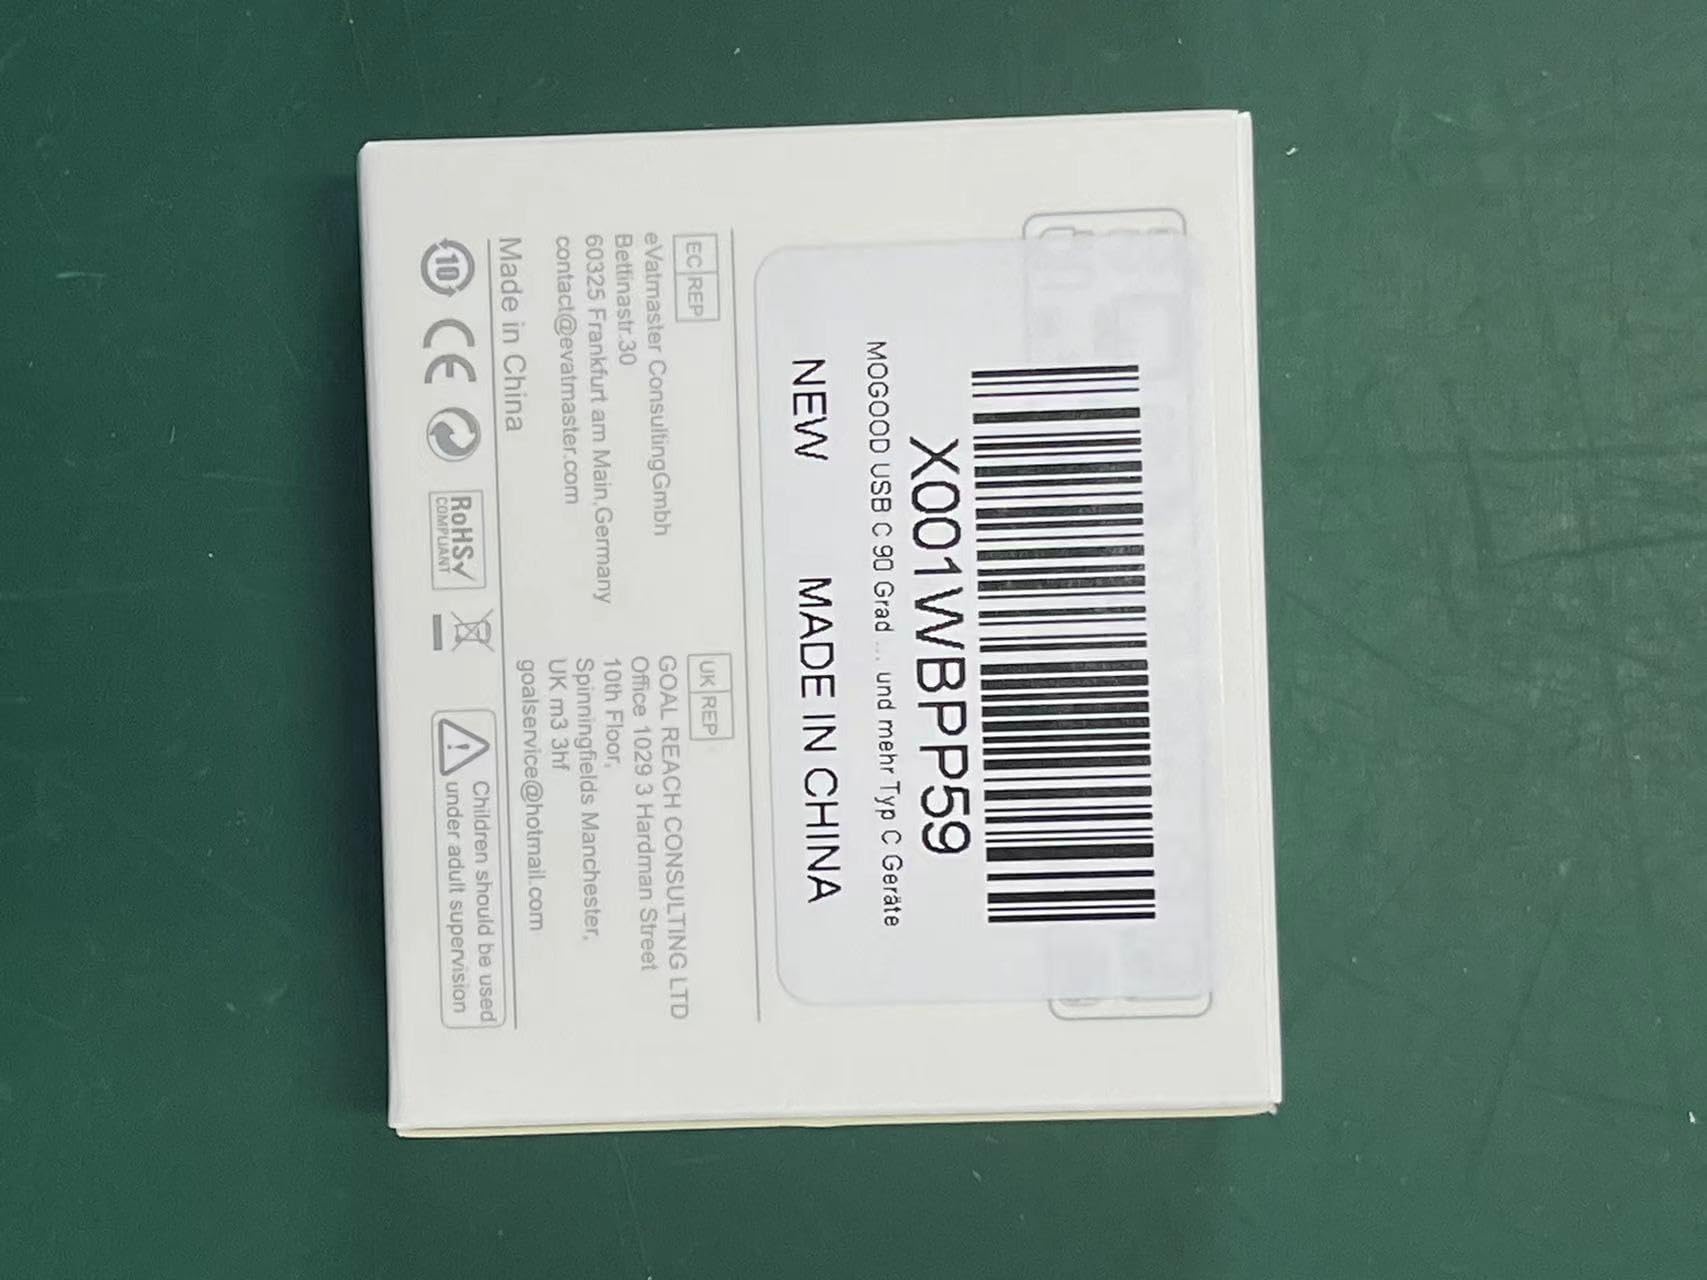 X001WBPP59
MOGOOD USB C 90 Grad ... und mehr Typ C Geräte
NEW MADE IN CHINA
EC REP
eVatmaster ConsultingGmbh
Bettinastr.30
60325 Frankfurt am Main,Germany
contact@evatmaster.com
UK REP
GOAL REACH CONSULTING LTD
Office 1029 3 Hardman Street
10th Floor,
Spinningfields Manchester,
UK m3 3hf
goalservice@hotmail.com
Made in China
10
CE
RoHS
COMPLIANT
Children should be used
under adult supervision